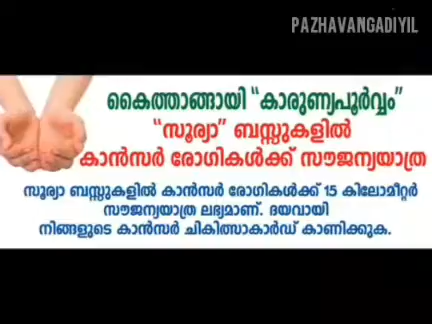 PAZHAVANGADIYIL
കൈത്താങ്ങായി “കാരുണ്യപൂർവ്വം”
“സൂര്യാ” ബസ്സുകളിൽ
കാൻസർ രോഗികൾക്ക് സൗജന്യയാത്ര
സൂര്യാ ബസ്സുകളിൽ കാൻസർ രോഗികൾക്ക് 15 കിലോമീറ്റർ
സൗജന്യയാത്ര ലഭ്യമാണ്. ദയവായി
നിങ്ങളുടെ കാൻസർ ചികിത്സാകാർഡ് കാണിക്കുക.